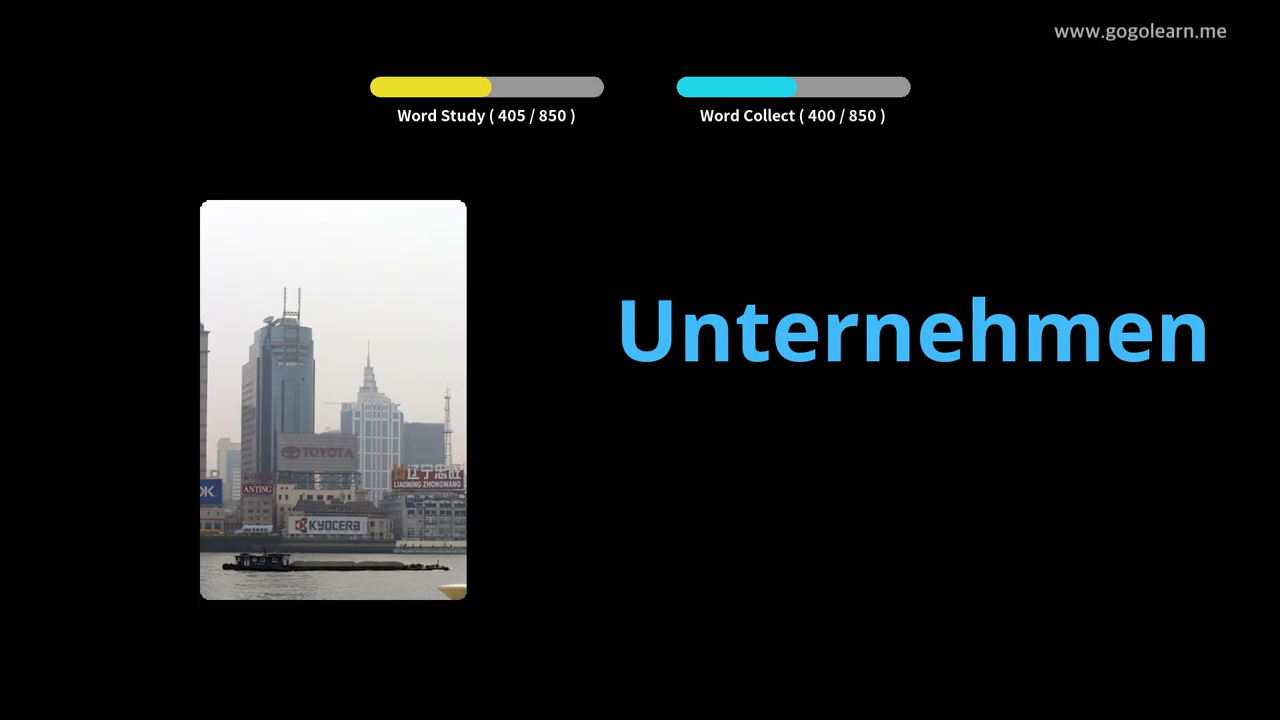 www.gogolearn.me
Word Study ( 405 / 850 )
Word Collect ( 400 / 850 )
Unternehmen
TOYOTA
辽宁忠旺
LIAONING ZHONGWANG
OK
ANTING
KYOCERA